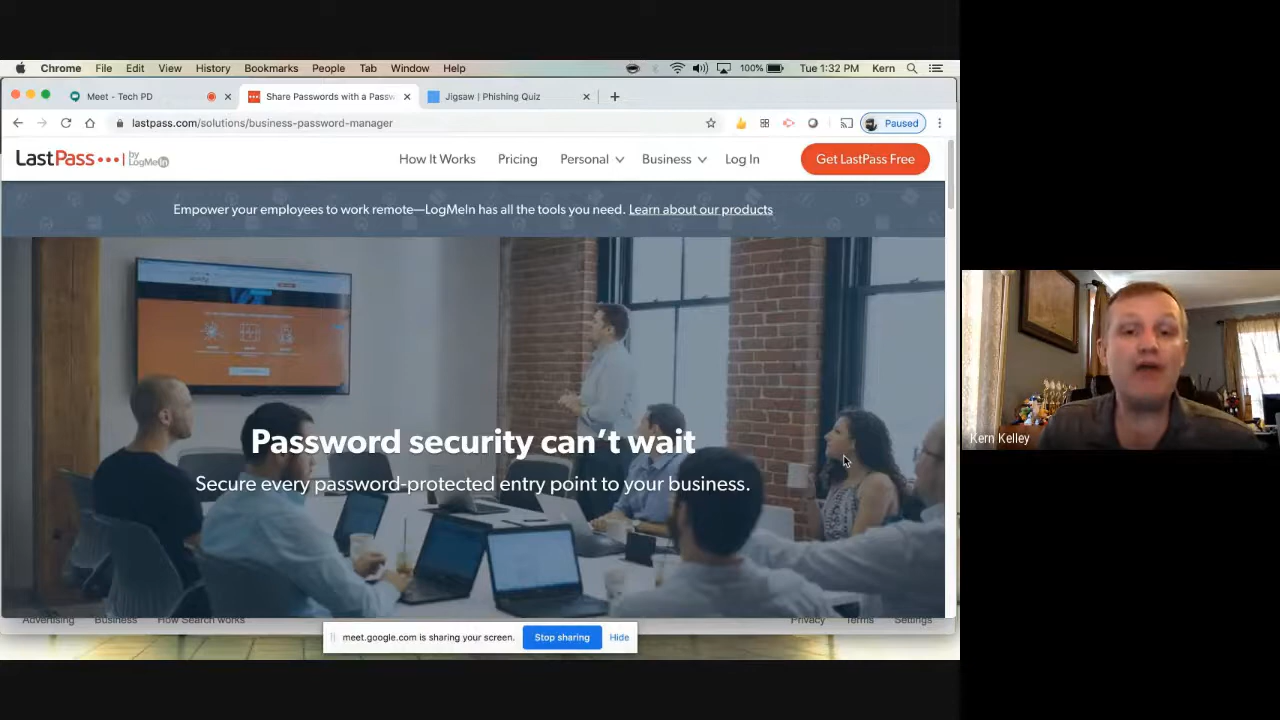 Chrome File Edit View History Bookmarks People Tab Window Help 100% Tue 1:32 PM Kern
Meet - Tech PD Share Passwords with a Passw Jigsaw | Phishing Quiz
lastpass.com/solutions/business-password-manager Paused
LastPass by LogMeIn How It Works Pricing Personal Business Log In Get LastPass Free
Empower your employees to work remote—LogMeIn has all the tools you need. Learn about our products
Password security can't wait
Secure every password-protected entry point to your business.
Kern Kelley
Advertising Business How Search works Privacy Terms Settings
meet.google.com is sharing your screen. Stop sharing Hide